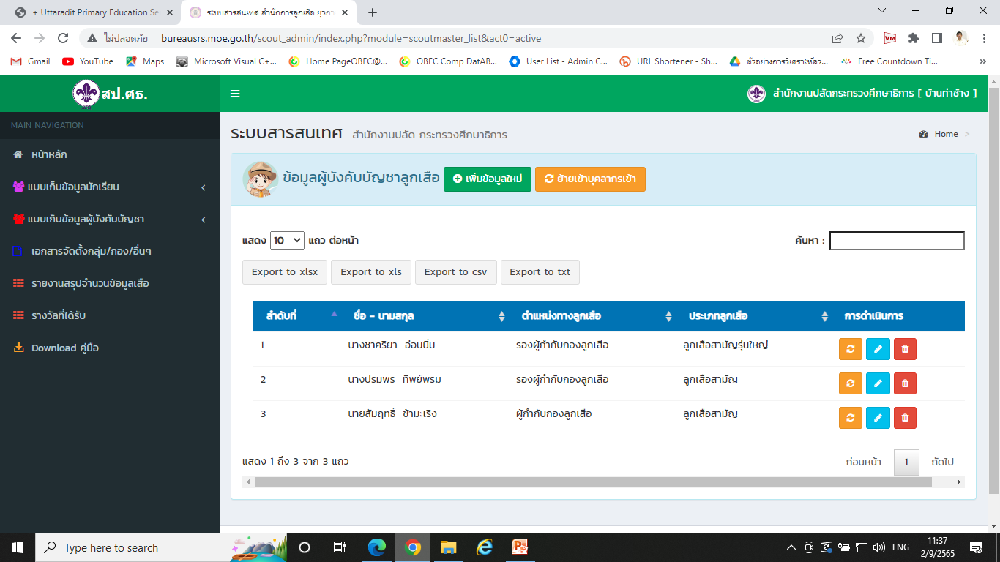 + Uttaradit Primary Education Se
ระบบสารสนเทศ สำนักการลูกเสือ ยุวกา
ไม่ปลอดภัย
bureausrs.moe.go.th/scout_admin/index.php?module=scoutmaster_list&act0=active
Gmail
YouTube
Maps
Microsoft Visual C+...
Home PageOBEC@...
OBEC Comp DatAB...
User List - Admin C...
URL Shortener - Sh...
ตัวอย่างการวิเคราะห์คว...
Free Countdown Ti...
สป.ศธ.
สำนักงานปลัดกระทรวงศึกษาธิการ [ บ้านท่าช้าง ]
MAIN NAVIGATION
หน้าหลัก
แบบเก็บข้อมูลนักเรียน
แบบเก็บข้อมูลผู้บังคับบัญชา
เอกสารจัดตั้งกลุ่ม/กอง/อื่นๆ
รายงานสรุปจำนวนข้อมูลเสือ
รางวัลที่ได้รับ
Download คู่มือ
ระบบสารสนเทศ สำนักงานปลัด กระทรวงศึกษาธิการ
Home >
ข้อมูลผู้บังคับบัญชาลูกเสือ
เพิ่มข้อมูลใหม่
ย้ายเข้าบุคลากรเข้า
แสดง 10 แถว ต่อหน้า
ค้นหา :
Export to xlsx
Export to xls
Export to csv
Export to txt
ลำดับที่ ชื่อ - นามสกุล ตำแหน่งทางลูกเสือ ประเภทลูกเสือ การดำเนินการ
1 นางชาคริยา อ่อนนิ่ม รองผู้กำกับกองลูกเสือ ลูกเสือสามัญรุ่นใหญ่
2 นางปรมพร ทิพย์พรม รองผู้กำกับกองลูกเสือ ลูกเสือสามัญ
3 นายสัมฤทธิ์ ช้ามะเริง ผู้กำกับกองลูกเสือ ลูกเสือสามัญ
แสดง 1 ถึง 3 จาก 3 แถว
ก่อนหน้า 1 ถัดไป
Type here to search
ENG
11:37
2/9/2565